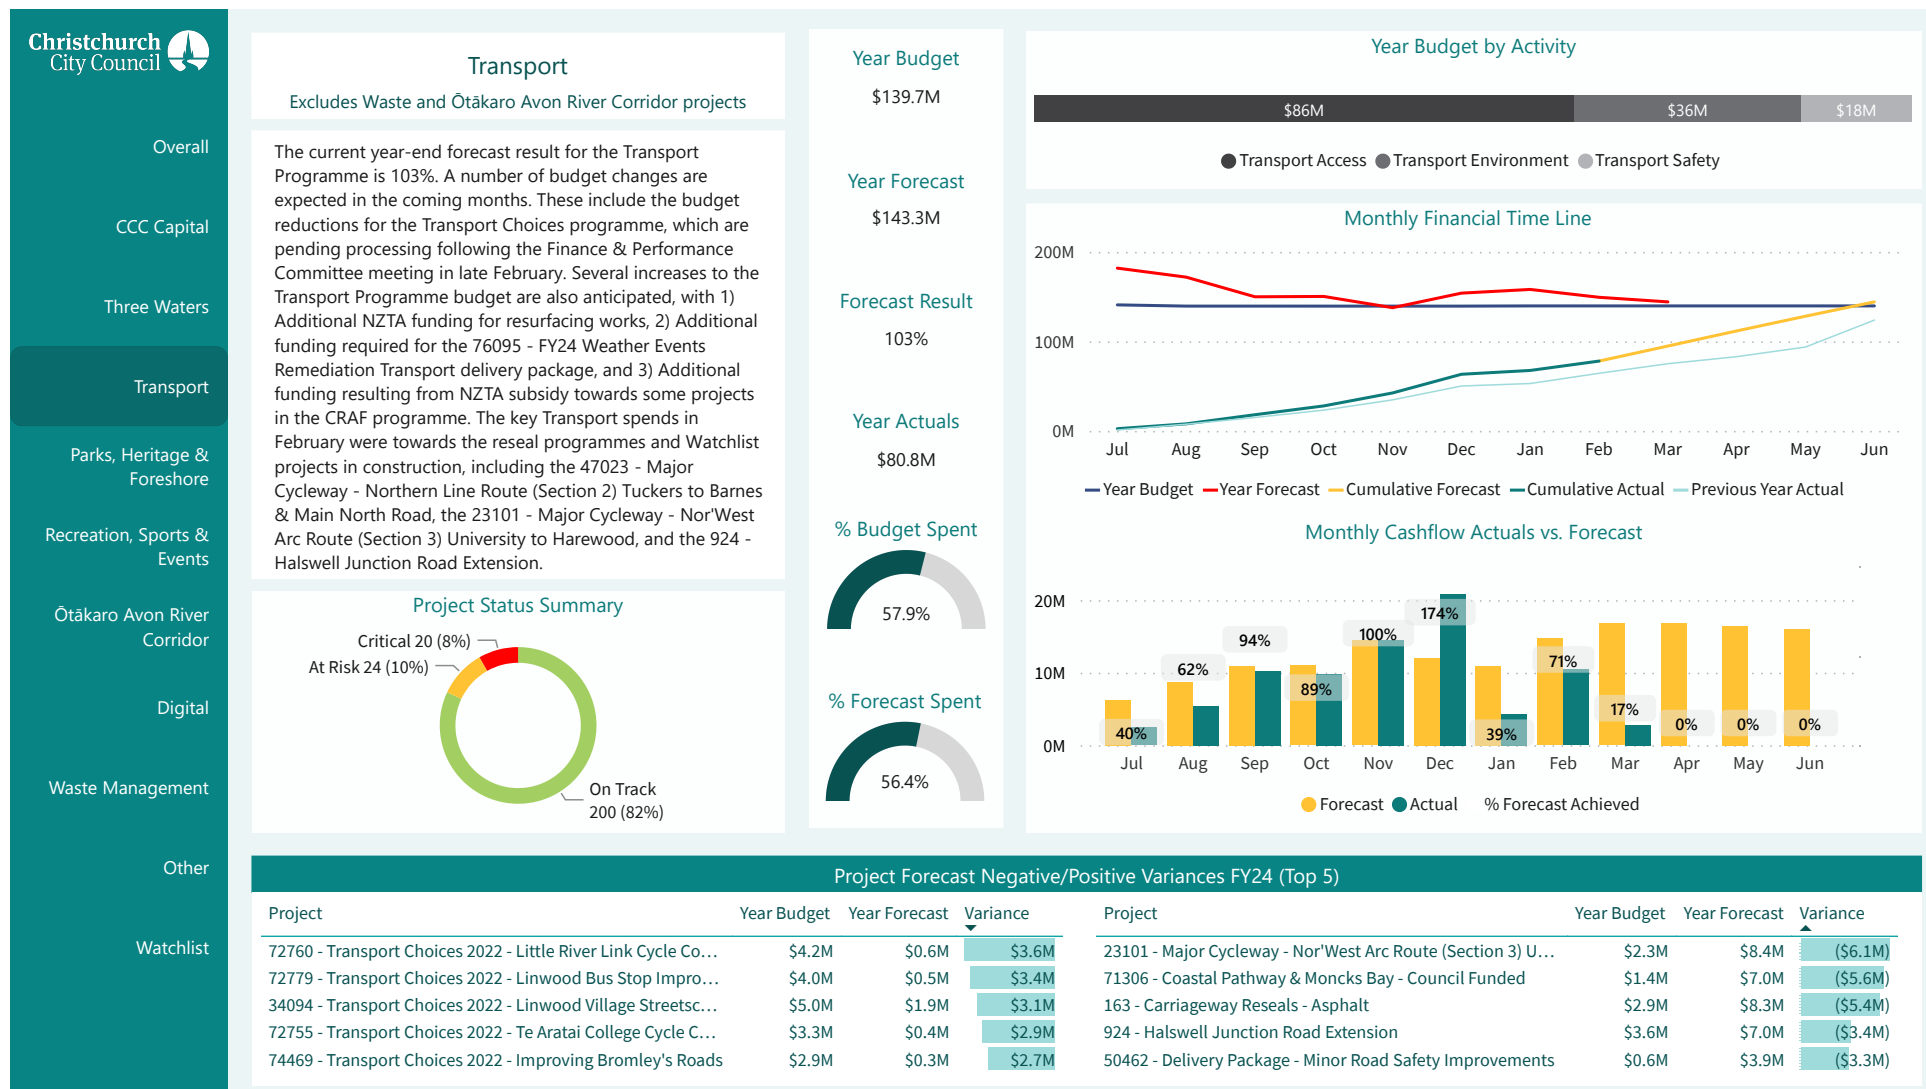 Christchurch
City Council
Overall
CCC Capital
Three Waters
Transport
Parks, Heritage &
Foreshore
Recreation, Sports &
Events
Ōtākaro Avon River
Corridor
Digital
Waste Management
Other
Watchlist
Transport
Excludes Waste and Ōtākaro Avon River Corridor projects
The current year-end forecast result for the Transport
Programme is 103%. A number of budget changes are
expected in the coming months. These include the budget
reductions for the Transport Choices programme, which are
pending processing following the Finance & Performance
Committee meeting in late February. Several increases to the
Transport Programme budget are also anticipated, with 1)
Additional NZTA funding for resurfacing works, 2) Additional
funding required for the 76095 - FY24 Weather Events
Remediation Transport delivery package, and 3) Additional
funding resulting from NZTA subsidy towards some projects
in the CRAF programme. The key Transport spends in
February were towards the reseal programmes and Watchlist
projects in construction, including the 47023 - Major
Cycleway - Northern Line Route (Section 2) Tuckers to Barnes
& Main North Road, the 23101 - Major Cycleway - Nor'West
Arc Route (Section 3) University to Harewood, and the 924 -
Halswell Junction Road Extension.
Project Status Summary
Critical 20 (8%)
At Risk 24 (10%)
On Track
200 (82%)
Year Budget
$139.7M
Year Forecast
$143.3M
Forecast Result
103%
Year Actuals
$80.8M
% Budget Spent
57.9%
% Forecast Spent
56.4%
Year Budget by Activity
$86M $36M $18M
Transport Access Transport Environment Transport Safety
Monthly Financial Time Line
200M
100M
0M
Jul Aug Sep Oct Nov Dec Jan Feb Mar Apr May Jun
Year Budget Year Forecast Cumulative Forecast Cumulative Actual Previous Year Actual
Monthly Cashflow Actuals vs. Forecast
20M
10M
0M
40% 62% 94% 89% 100% 174% 39% 71% 17% 0% 0% 0%
Jul Aug Sep Oct Nov Dec Jan Feb Mar Apr May Jun
Forecast Actual % Forecast Achieved
Project Forecast Negative/Positive Variances FY24 (Top 5)
Project Year Budget Year Forecast Variance
72760 - Transport Choices 2022 - Little River Link Cycle Co... $4.2M $0.6M $3.6M
72779 - Transport Choices 2022 - Linwood Bus Stop Impro... $4.0M $0.5M $3.4M
34094 - Transport Choices 2022 - Linwood Village Streetsc... $5.0M $1.9M $3.1M
72755 - Transport Choices 2022 - Te Aratai College Cycle C... $3.3M $0.4M $2.9M
74469 - Transport Choices 2022 - Improving Bromley's Roads $2.9M $0.3M $2.7M
Project Year Budget Year Forecast Variance
23101 - Major Cycleway - Nor'West Arc Route (Section 3) U... $2.3M $8.4M ($6.1M)
71306 - Coastal Pathway & Moncks Bay - Council Funded $1.4M $7.0M ($5.6M)
163 - Carriageway Reseals - Asphalt $2.9M $8.3M ($5.4M)
924 - Halswell Junction Road Extension $3.6M $7.0M ($3.4M)
50462 - Delivery Package - Minor Road Safety Improvements $0.6M $3.9M ($3.3M)